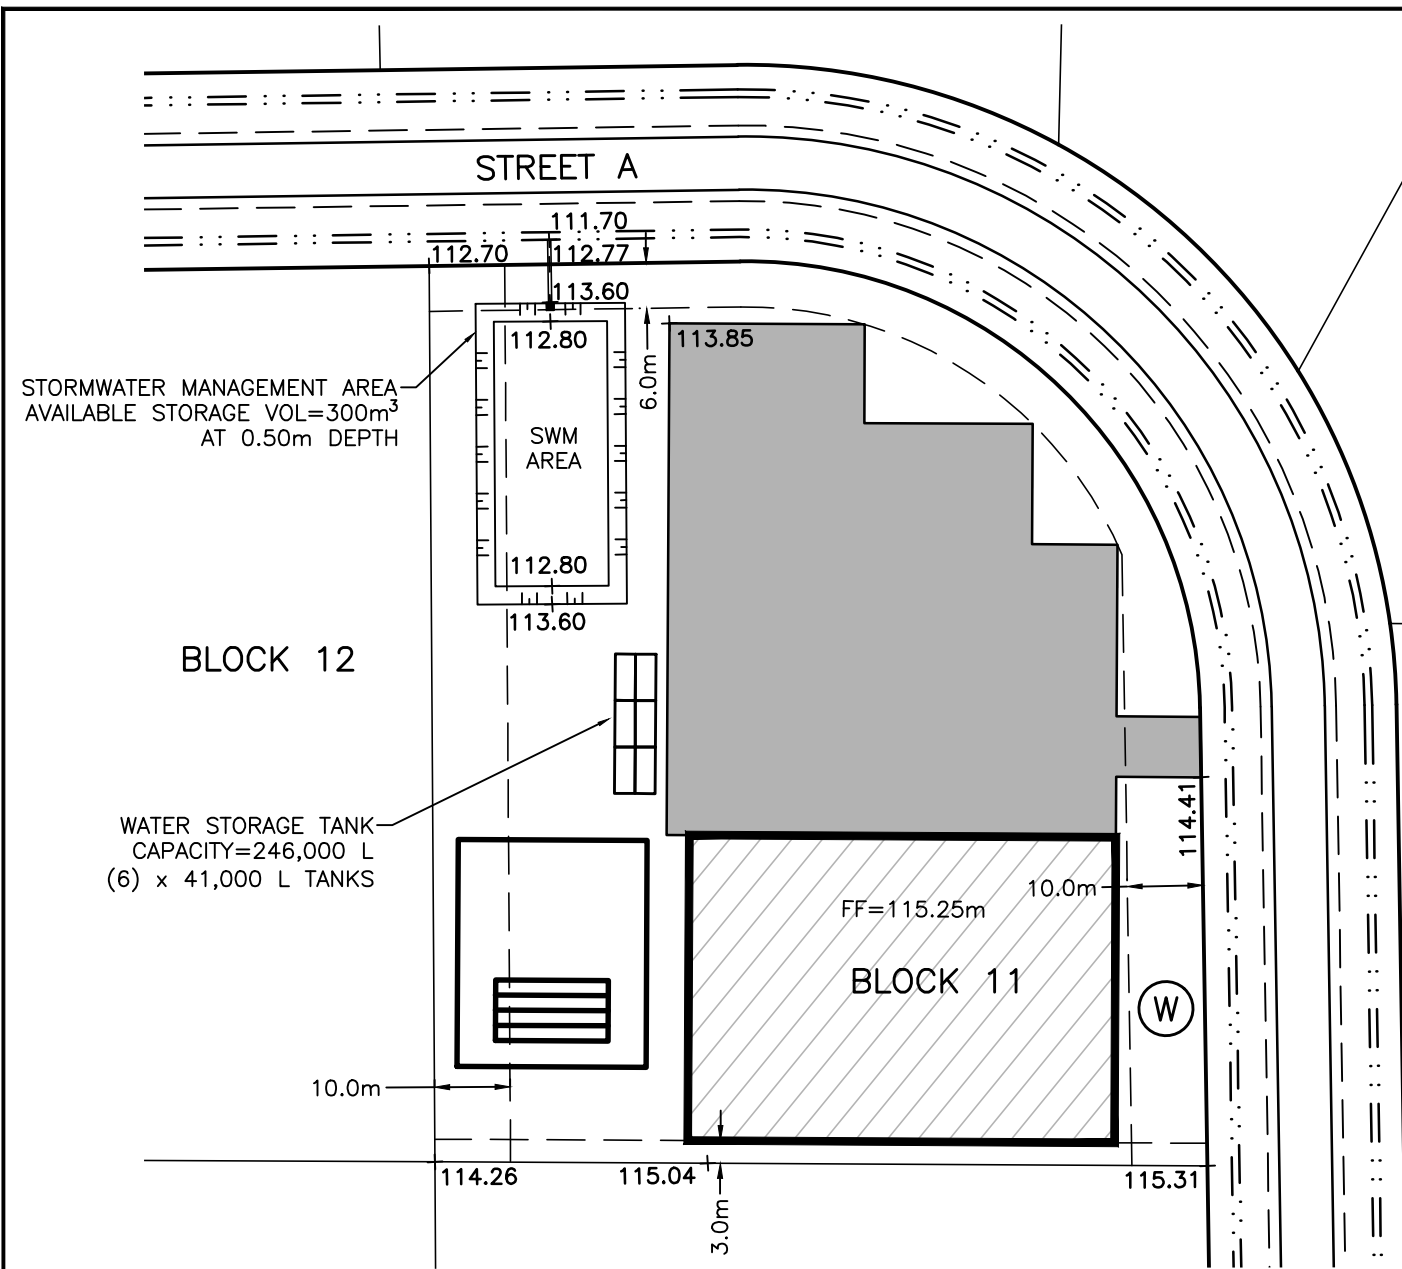 STREET A
111.70
112.70
112.77
113.60
112.80
113.85
6.0m
STORMWATER MANAGEMENT AREA
AVAILABLE STORAGE VOL=300m³
AT 0.50m DEPTH
SWM
AREA
112.80
113.60
BLOCK 12
WATER STORAGE TANK
CAPACITY=246,000 L
(6) x 41,000 L TANKS
114.41
10.0m
FF=115.25m
BLOCK 11
W
10.0m
114.26
115.04
115.31
3.0m